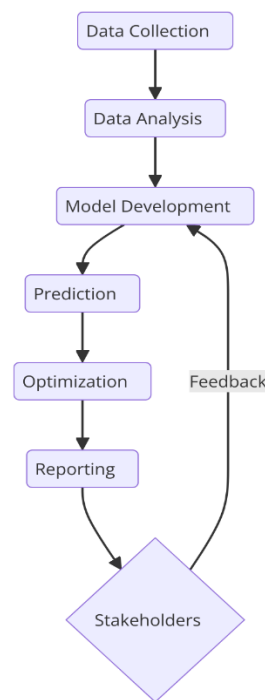 Data Collection
Data Analysis
Model Development
Prediction
Optimization
Feedback
Reporting
Stakeholders